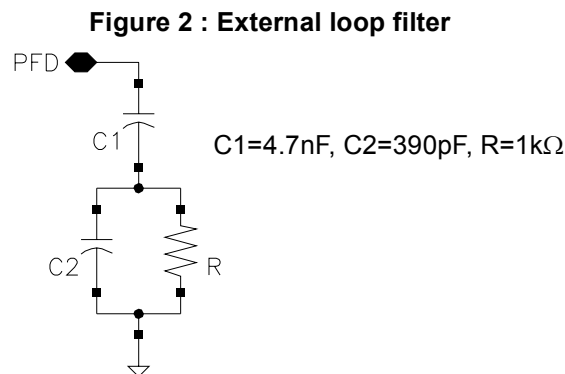 Figure 2 : External loop filter
PFD
C1
C1=4.7nF, C2=390pF, R=1kΩ
C2
R